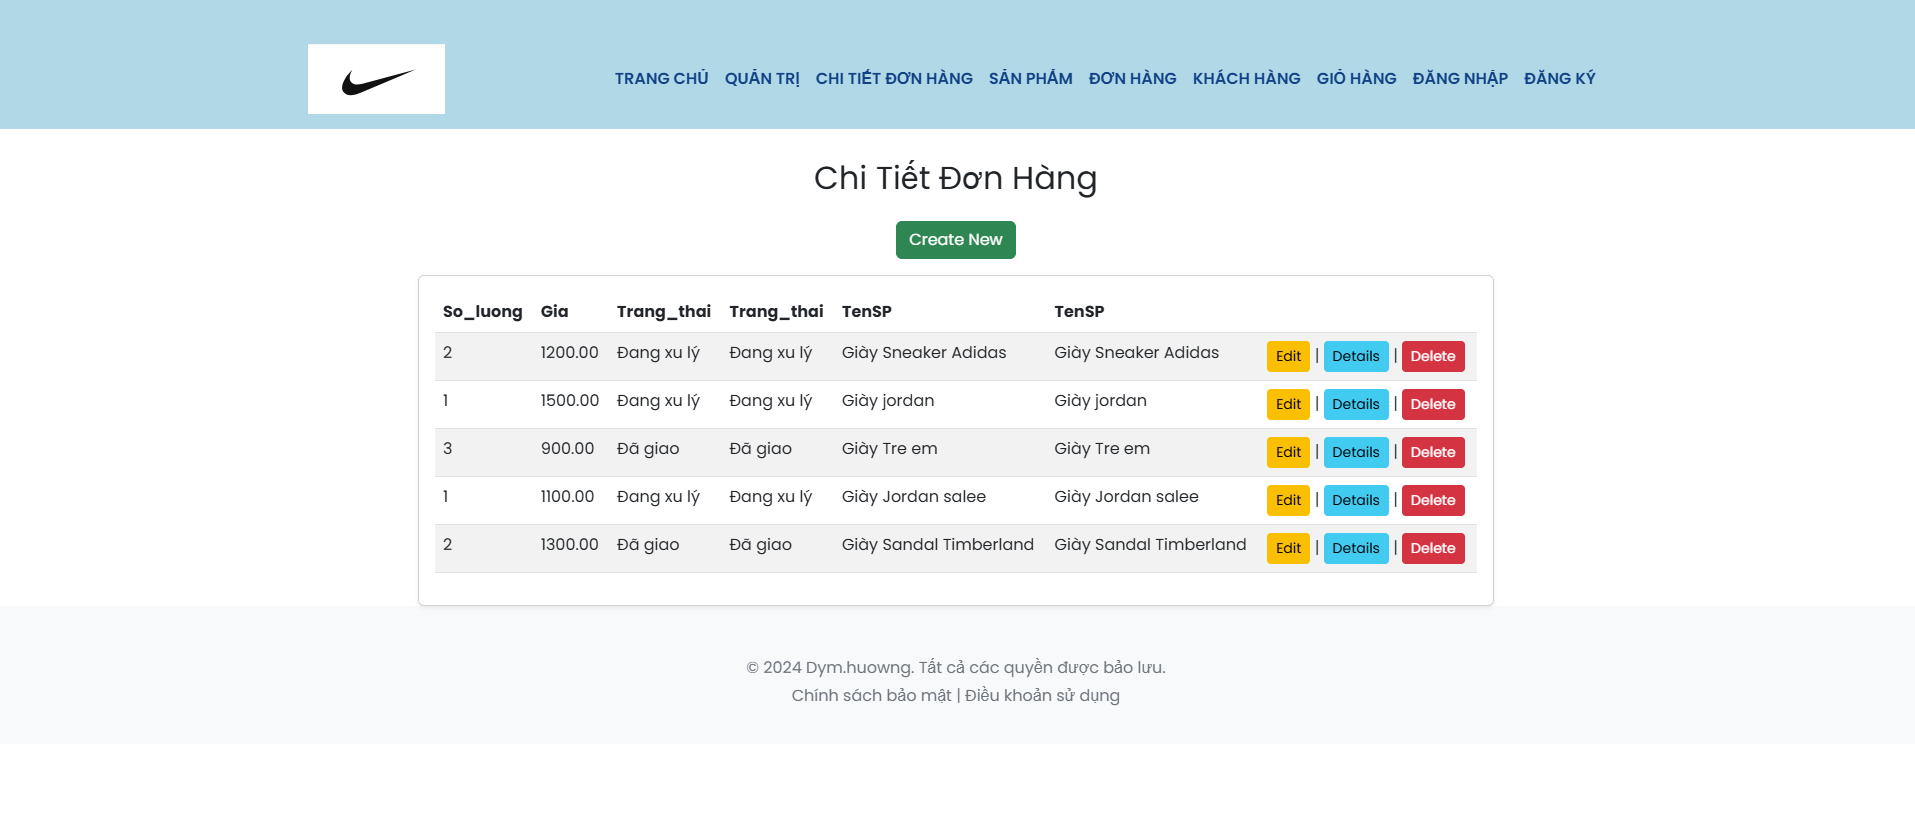 TRANG CHỦ QUẢN TRỊ CHI TIẾT ĐƠN HÀNG SẢN PHẨM ĐƠN HÀNG KHÁCH HÀNG GIỎ HÀNG ĐĂNG NHẬP ĐĂNG KÝ
Chi Tiết Đơn Hàng
Create New
So_luong Gia Trang_thai Trang_thai TenSP TenSP
2 1200.00 Đang xu lý Đang xu lý Giày Sneaker Adidas Giày Sneaker Adidas Edit | Details | Delete
1 1500.00 Đang xu lý Đang xu lý Giày jordan Giày jordan Edit | Details | Delete
3 900.00 Đã giao Đã giao Giày Tre em Giày Tre em Edit | Details | Delete
1 1100.00 Đang xu lý Đang xu lý Giày Jordan salee Giày Jordan salee Edit | Details | Delete
2 1300.00 Đã giao Đã giao Giày Sandal Timberland Giày Sandal Timberland Edit | Details | Delete
© 2024 Dym.huowng. Tất cả các quyền được bảo lưu.
Chính sách bảo mật | Điều khoản sử dụng